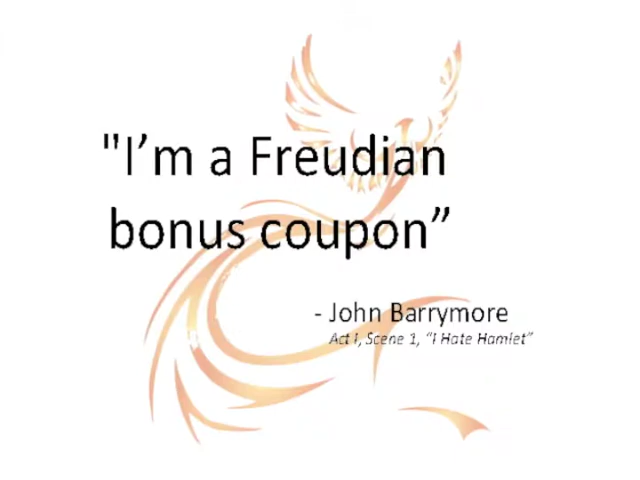 "I’m a Freudian
bonus coupon”
- John Barrymore
Act I, Scene 1, “I Hate Hamlet”